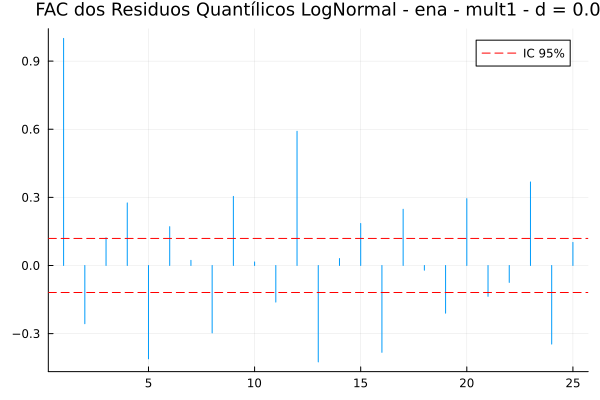 FAC dos Residuos Quantílicos LogNormal - ena - mult1 - d = 0.0
IC 95%
0.9
0.6
0.3
0.0
−0.3
5 10 15 20 25